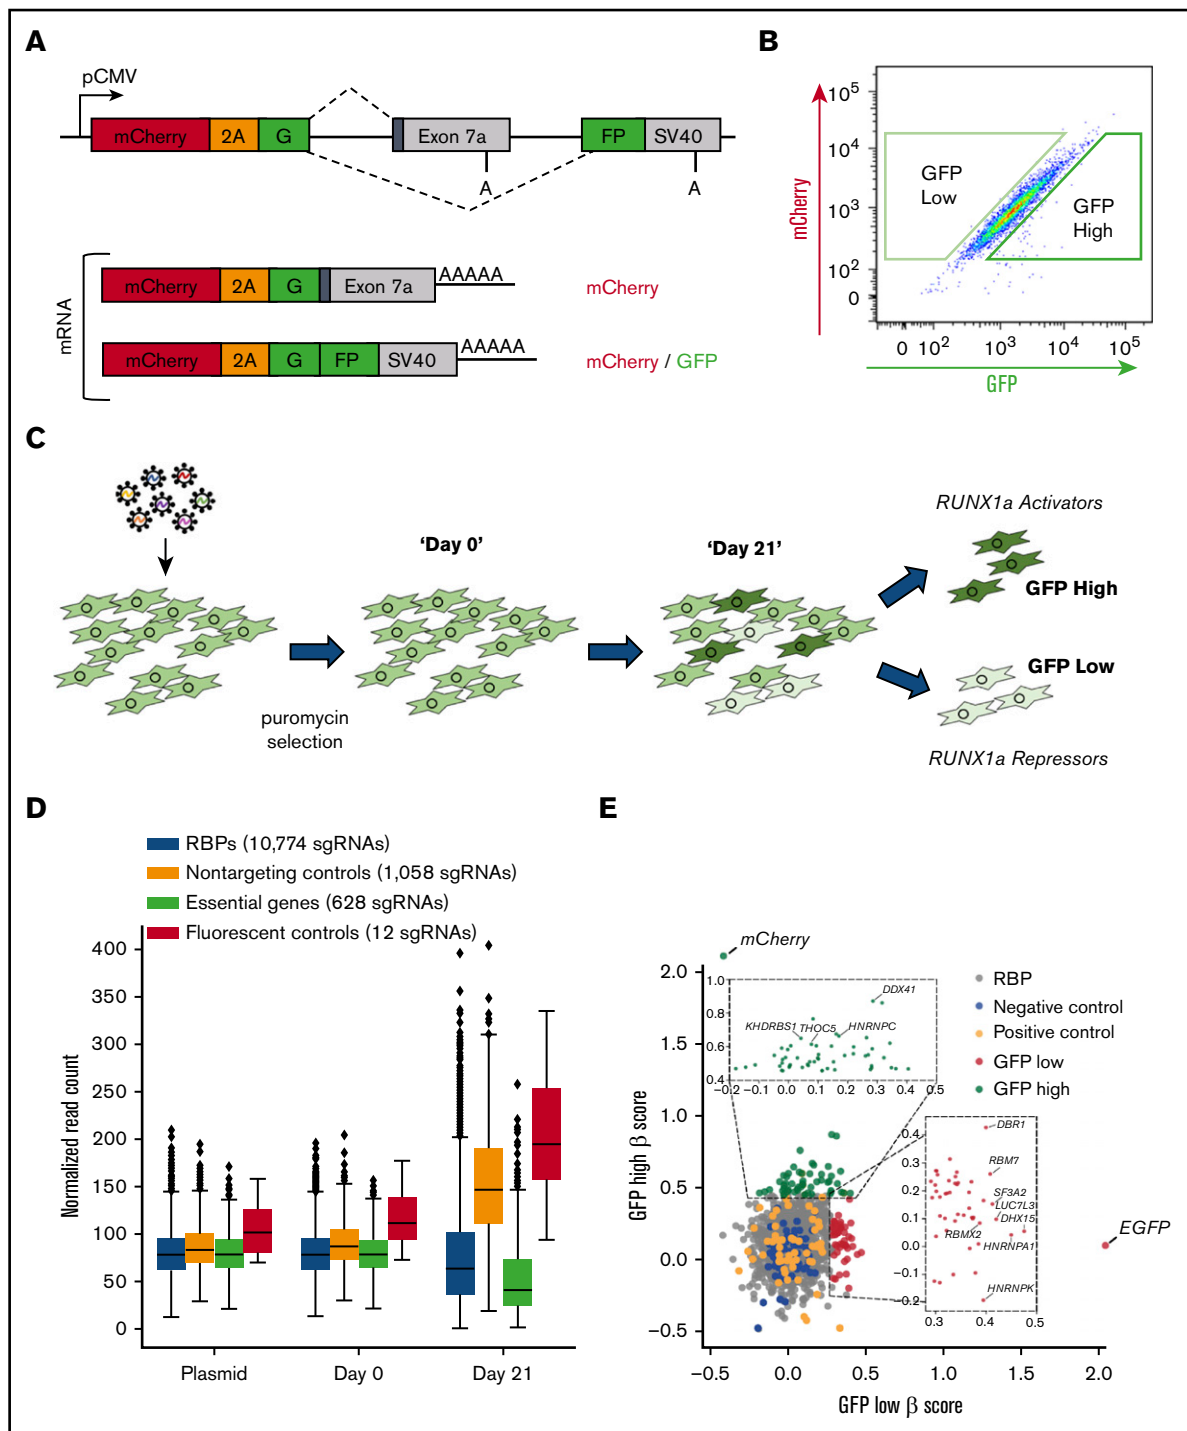 A
pCMV
mCherry 2A G Exon 7a FP SV40
A A
mRNA
mCherry 2A G Exon 7a AAAAA mCherry
mCherry 2A G FP SV40 AAAAA mCherry / GFP
B
mCherry
10^5
10^4
10^3
10^2
0
GFP Low
GFP High
0 10^2 10^3 10^4 10^5
GFP
C
puromycin
selection
'Day 0'
'Day 21'
RUNX1a Activators
GFP High
GFP Low
RUNX1a Repressors
D
RBPs (10,774 sgRNAs)
Nontargeting controls (1,058 sgRNAs)
Essential genes (628 sgRNAs)
Fluorescent controls (12 sgRNAs)
Normalized read count
400
350
300
250
200
150
100
50
0
Plasmid Day 0 Day 21
E
mCherry
RBP
Negative control
Positive control
GFP low
GFP high
GFP high β score
2.0
1.5
1.0
0.5
0.0
−0.5
1.0
0.8
0.6
0.4
DDX41
KHDRBS1 THOC5 HNRNPC
−0.2 −0.1 0.0 0.1 0.2 0.3 0.4 0.5
0.4
0.3
0.2
0.1
0.0
−0.1
−0.2
DBR1
RBM7
SF3A2
LUC7L3
DHX15
RBMX2
HNRNPA1
HNRNPK
0.3 0.4 0.5
EGFP
−0.5 0.0 0.5 1.0 1.5 2.0
GFP low β score